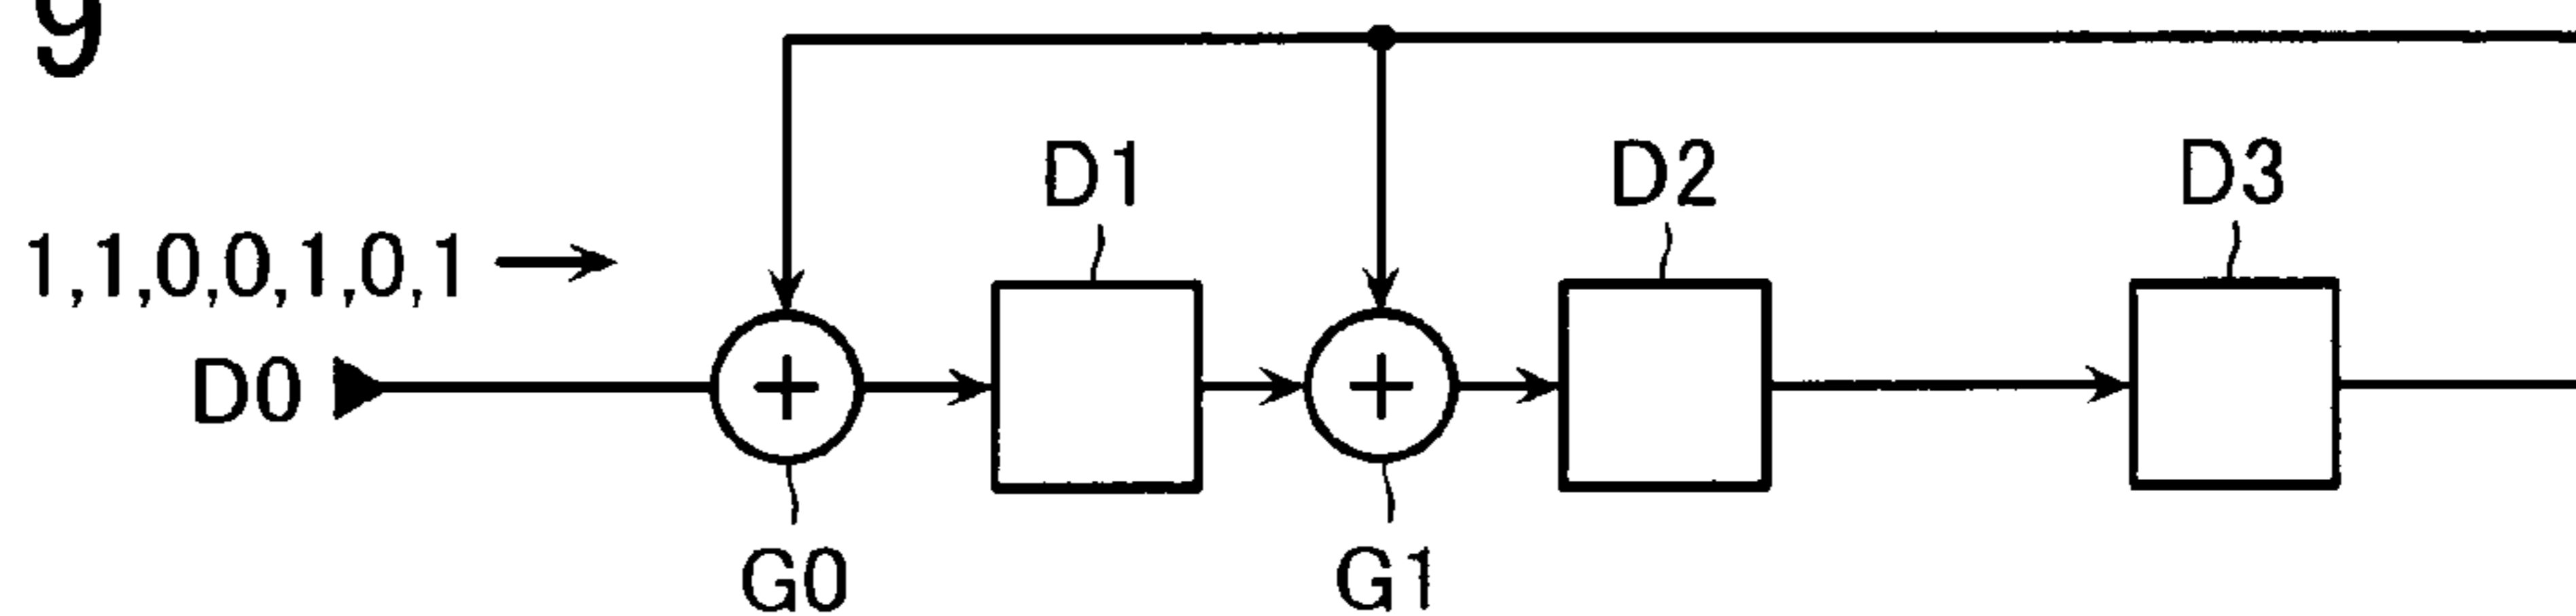 9
D1 D2 D3
1,1,0,0,1,0,1
D0
+ +
G0 G1